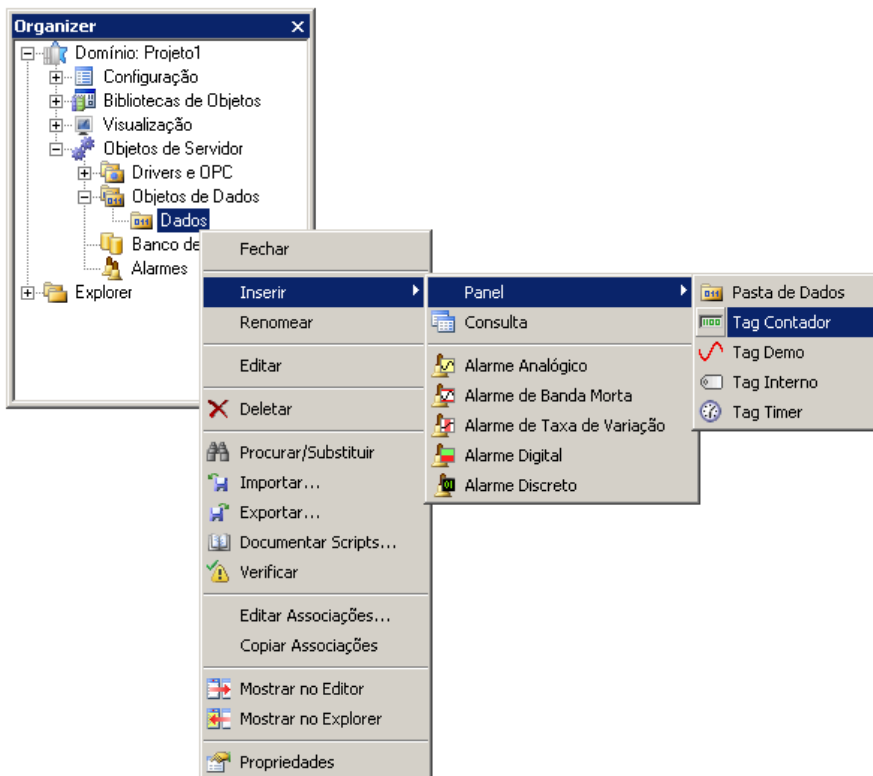 Organizer
Domínio: Projeto1
Configuração
Bibliotecas de Objetos
Visualização
Objetos de Servidor
Drivers e OPC
Objetos de Dados
Dados
Banco de
Alarmes
Explorer
Fechar
Inserir
Renomear
Editar
Deletar
Procurar/Substituir
Importar...
Exportar...
Documentar Scripts...
Verificar
Editar Associações...
Copiar Associações
Mostrar no Editor
Mostrar no Explorer
Propriedades
Panel
Consulta
Alarme Analógico
Alarme de Banda Morta
Alarme de Taxa de Variação
Alarme Digital
Alarme Discreto
Pasta de Dados
Tag Contador
Tag Demo
Tag Interno
Tag Timer